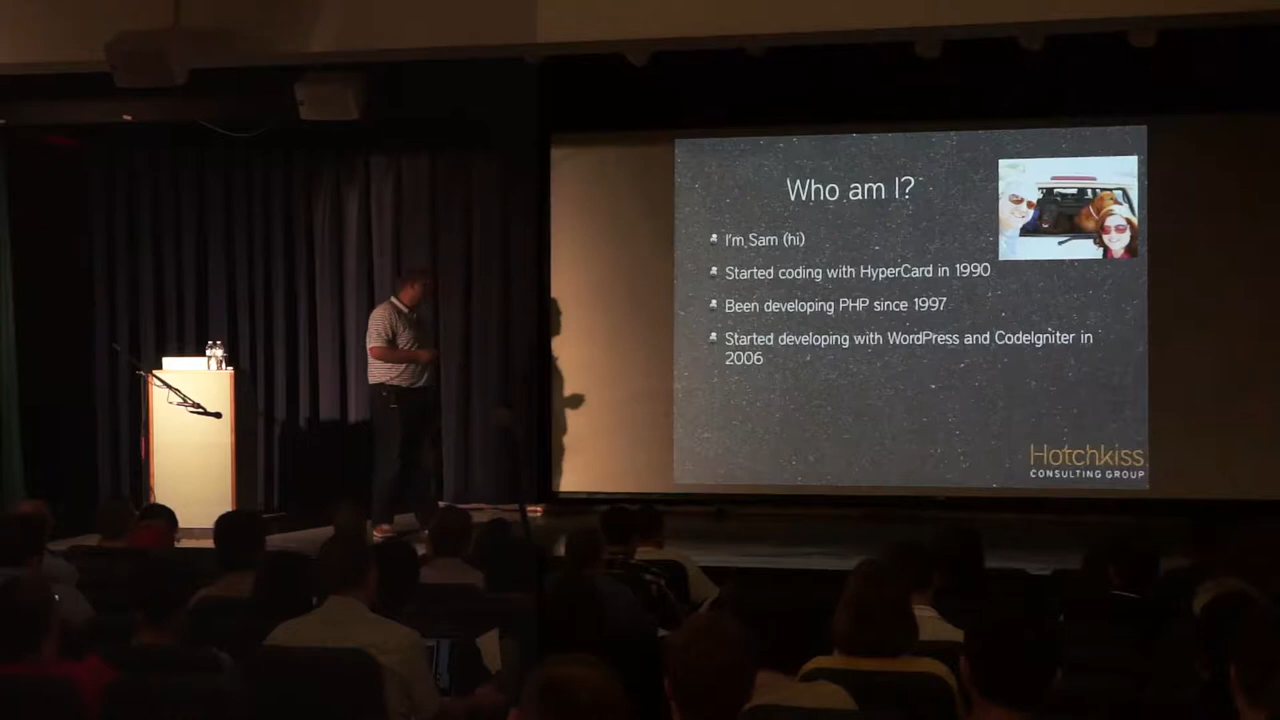 Who am I?
I'm Sam (hi)
Started coding with HyperCard in 1990
Been developing PHP since 1997
Started developing with WordPress and CodeIgniter in
2006
Hotchkiss
CONSULTING GROUP